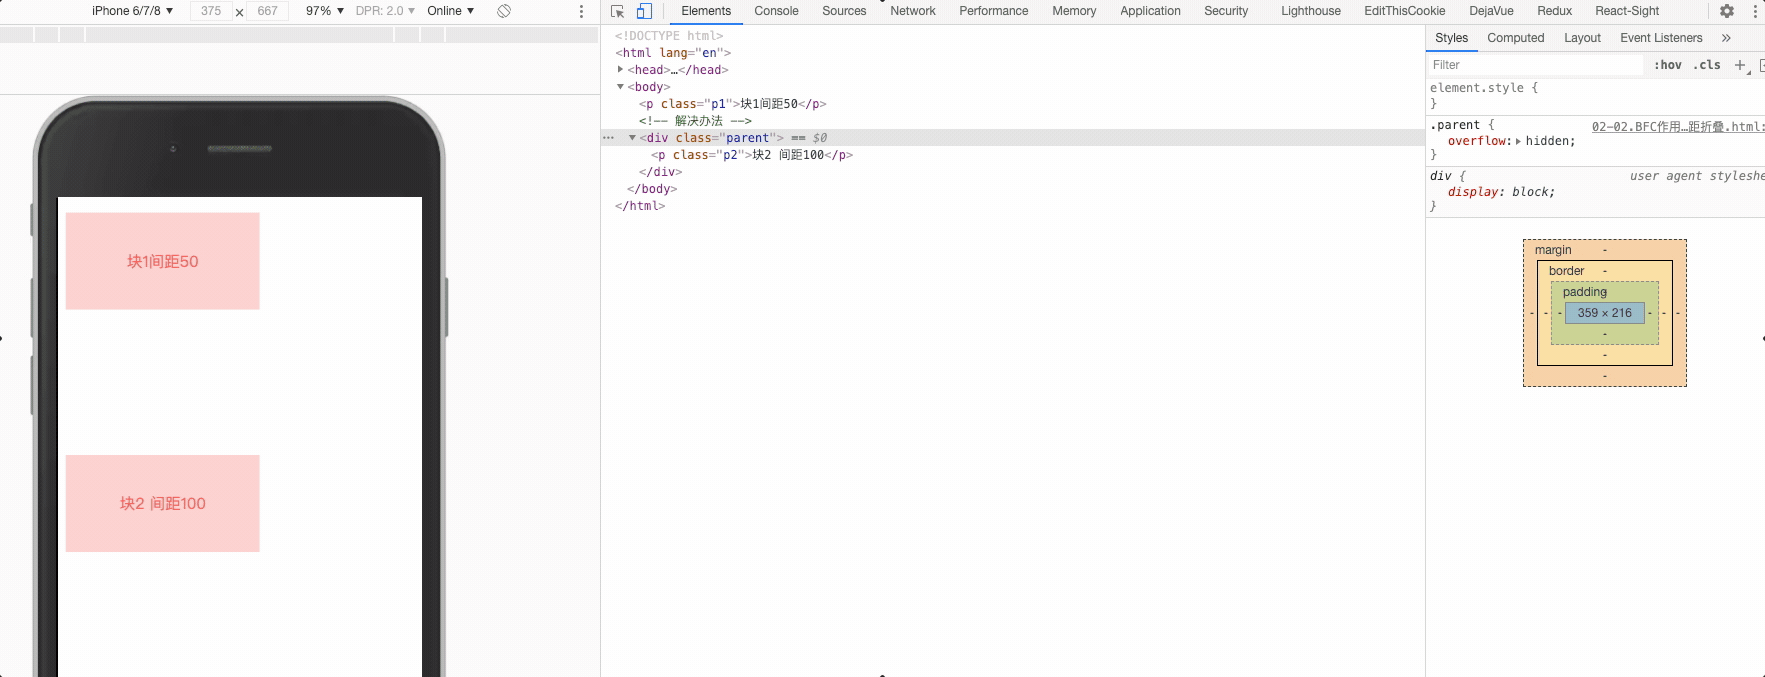 iPhone 6/7/8 ▼ 375 × 667 97% ▼ DPR: 2.0 ▼ Online ▼
块1间距50
块2 间距100
Elements Console Sources Network Performance Memory Application Security Lighthouse EditThisCookie DejaVue Redux React-Sight
<!DOCTYPE html>
<html lang="en">
▶<head>…</head>
▼<body>
<p class="p1">块1间距50</p>
<!-- 解决办法 -->
··· ▼<div class="parent"> == $0
<p class="p2">块2 间距100</p>
</div>
</body>
</html>
Styles Computed Layout Event Listeners »
Filter :hov .cls +
element.style {
}
.parent { 02-02.BFC作用…距折叠.html:
overflow:▶ hidden;
}
div { user agent styleshe
display: block;
}
margin -
border -
padding -
- - - 359 × 216 - - -
-
-
-